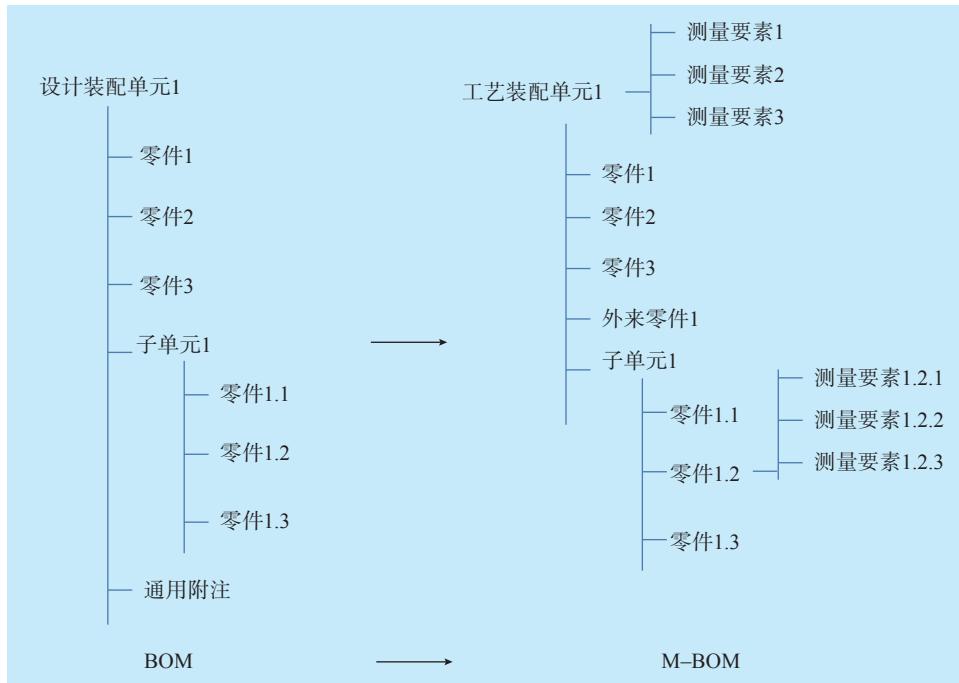 设计装配单元1
零件1
零件2
零件3
子单元1
零件1.1
零件1.2
零件1.3
通用附注
BOM
工艺装配单元1
测量要素1
测量要素2
测量要素3
零件1
零件2
零件3
外来零件1
子单元1
零件1.1
零件1.2
测量要素1.2.1
测量要素1.2.2
测量要素1.2.3
零件1.3
M–BOM